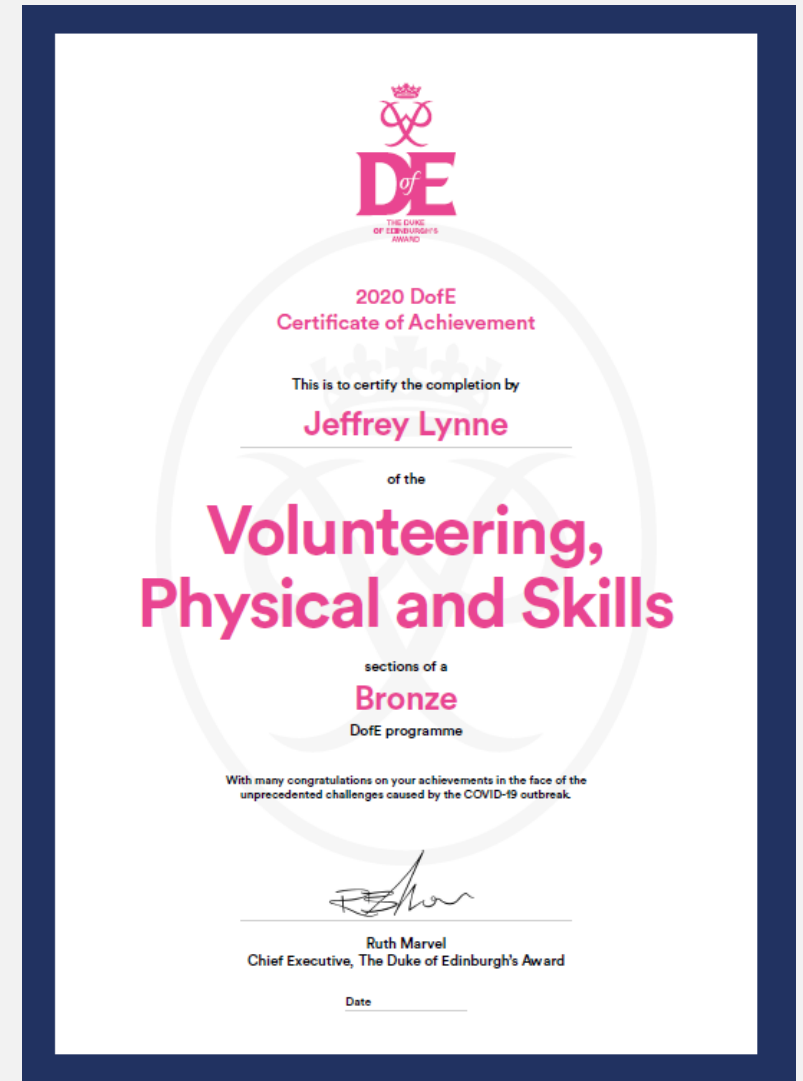 DofE
THE DUKE
OF EDINBURGH'S
AWARD
2020 DofE
Certificate of Achievement
This is to certify the completion by
Jeffrey Lynne
of the
Volunteering,
Physical and Skills
sections of a
Bronze
DofE programme
With many congratulations on your achievements in the face of the
unprecedented challenges caused by the COVID-19 outbreak.
Ruth Marvel
Chief Executive, The Duke of Edinburgh's Award
Date